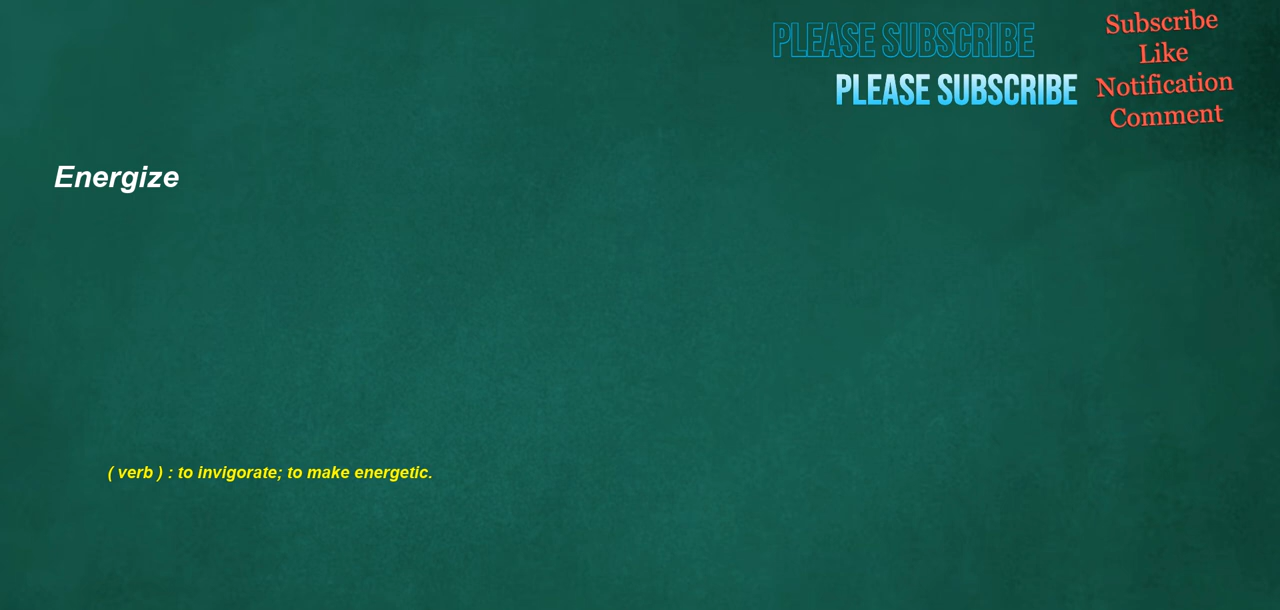 PLEASE SUBSCRIBE
PLEASE SUBSCRIBE
Subscribe
Like
Notification
Comment
Energize
( verb ) : to invigorate; to make energetic.